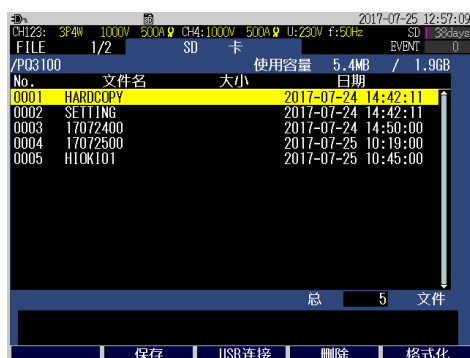 2017-07-25 12:57:09
CH123: 3P4W 1000V 500A CH4:1000V 500A U:230V f:50Hz SD 38days
FILE 1/2 SD 卡 EVENT 0
/PQ3100 使用容量 5.4MB / 1.9GB
No. 文件名 大小 日期
0001 HARDCOPY 2017-07-24 14:42:11
0002 SETTING 2017-07-24 14:42:11
0003 17072400 2017-07-24 14:50:00
0004 17072500 2017-07-25 10:19:00
0005 HIOKI01 2017-07-25 10:45:00
总 5 文件
保存 USB连接 删除 格式化